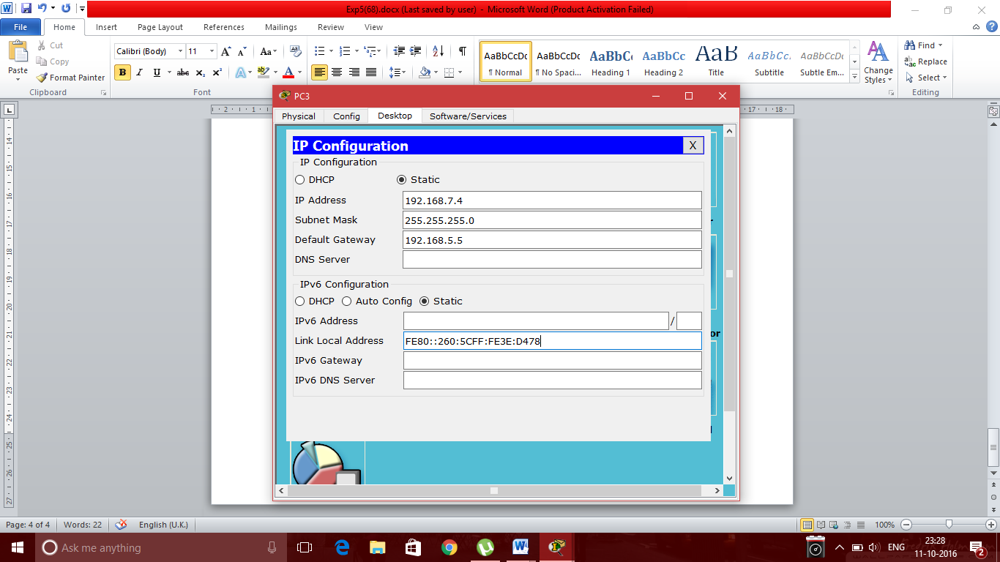 Exp5(68).docx (Last saved by user) - Microsoft Word (Product Activation Failed)
File Home Insert Page Layout References Mailings Review View
Paste
Cut
Copy
Format Painter
Clipboard
Calibri (Body) 11
Font
AaBbCcDc AaBbCcDc AaBbCc AaBbCc AaB AaBbCc. AaBbCcDc
¶ Normal ¶ No Spaci... Heading 1 Heading 2 Title Subtitle Subtle Em...
Change Styles
Find
Replace
Select
Editing
PC3
Physical Config Desktop Software/Services
IP Configuration X
IP Configuration
DHCP Static
IP Address 192.168.7.4
Subnet Mask 255.255.255.0
Default Gateway 192.168.5.5
DNS Server
IPv6 Configuration
DHCP Auto Config Static
IPv6 Address /
Link Local Address FE80::260:5CFF:FE3E:D478
IPv6 Gateway
IPv6 DNS Server
or
Page: 4 of 4 Words: 22 English (U.K.) 100%
Ask me anything
ENG 23:28
11-10-2016 2